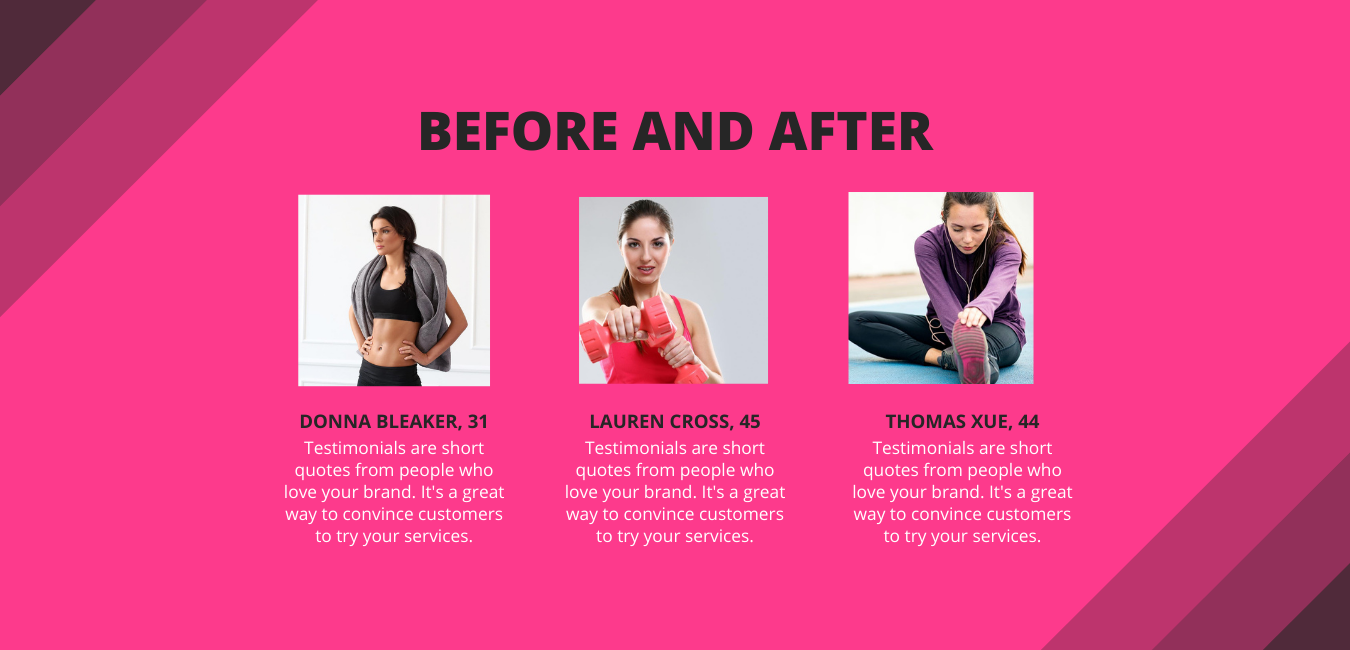 BEFORE AND AFTER
DONNA BLEAKER, 31
Testimonials are short
quotes from people who
love your brand. It's a great
way to convince customers
to try your services.
LAUREN CROSS, 45
Testimonials are short
quotes from people who
love your brand. It's a great
way to convince customers
to try your services.
THOMAS XUE, 44
Testimonials are short
quotes from people who
love your brand. It's a great
way to convince customers
to try your services.